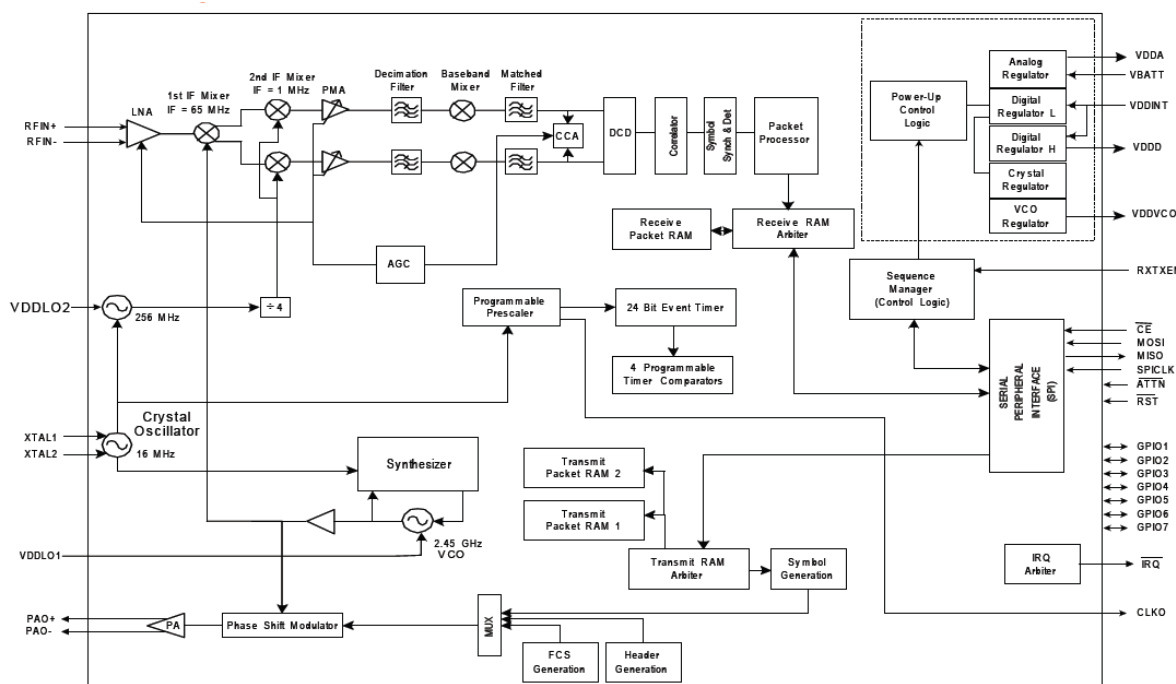 LNA
1st IF Mixer
IF = 65 MHz
2nd IF Mixer
IF = 1 MHz
PMA
Decimation
Filter
Baseband
Mixer
Matched
Filter
RFIN+
RFIN-
CCA
DCD
Correlator
Symbol
Synch & Det
Packet
Processor
Power-Up
Control
Logic
Analog
Regulator
Digital
Regulator L
Digital
Regulator H
Crystal
Regulator
VCO
Regulator
VDDA
VBATT
VDDINT
VDDD
VDDVCO
Receive
Packet RAM
Receive RAM
Arbiter
AGC
Sequence
Manager
(Control Logic)
RXTXEN
VDDLO2
256 MHz
÷4
Programmable
Prescaler
24 Bit Event Timer
4 Programmable
Timer Comparators
SERIAL
PERIPHERAL
INTERFACE
(SPI)
CE
MOSI
MISO
SPICLK
ATTN
RST
Crystal
Oscillator
XTAL1
XTAL2
16 MHz
Synthesizer
Transmit
Packet RAM 2
Transmit
Packet RAM 1
GPIO1
GPIO2
GPIO3
GPIO4
GPIO5
GPIO6
GPIO7
VDDLO1
2.45 GHz
VCO
Transmit RAM
Arbiter
Symbol
Generation
IRQ
Arbiter
IRQ
CLKO
PAO+
PAO-
PA
Phase Shift Modulator
MUX
FCS
Generation
Header
Generation